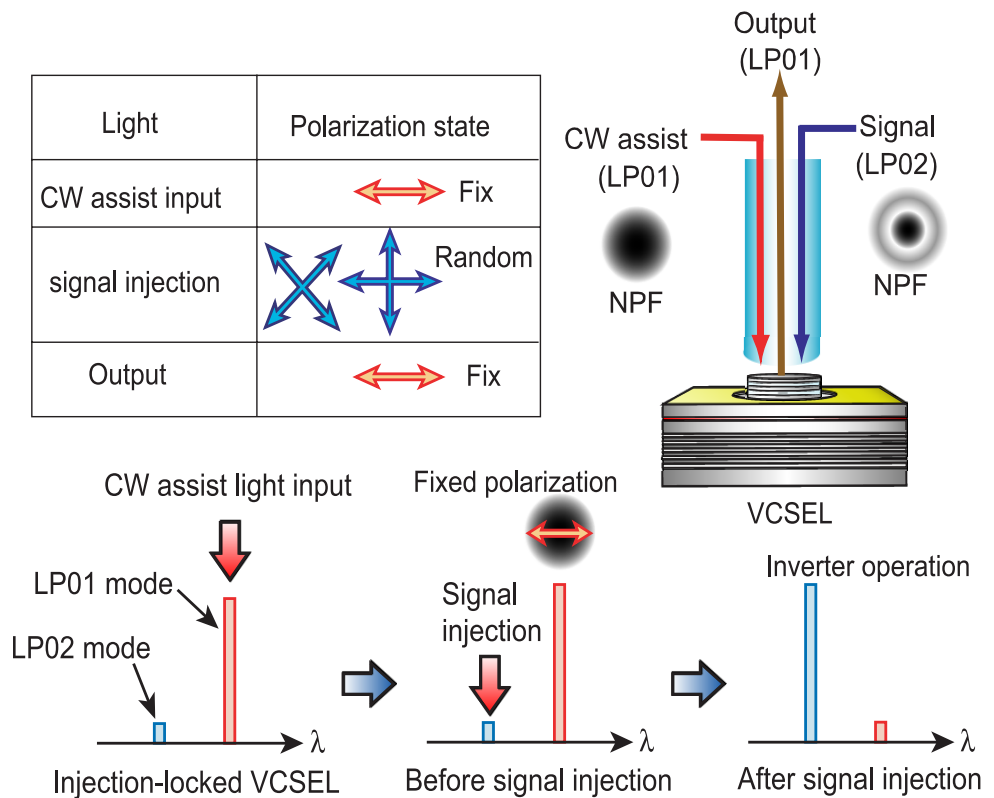 Light
Polarization state
CW assist input
Fix
signal injection
Random
Output
Fix
Output
(LP01)
CW assist
(LP01)
Signal
(LP02)
NPF
NPF
VCSEL
CW assist light input
LP01 mode
LP02 mode
λ
Injection-locked VCSEL
Fixed polarization
Signal
injection
λ
Before signal injection
Inverter operation
λ
After signal injection